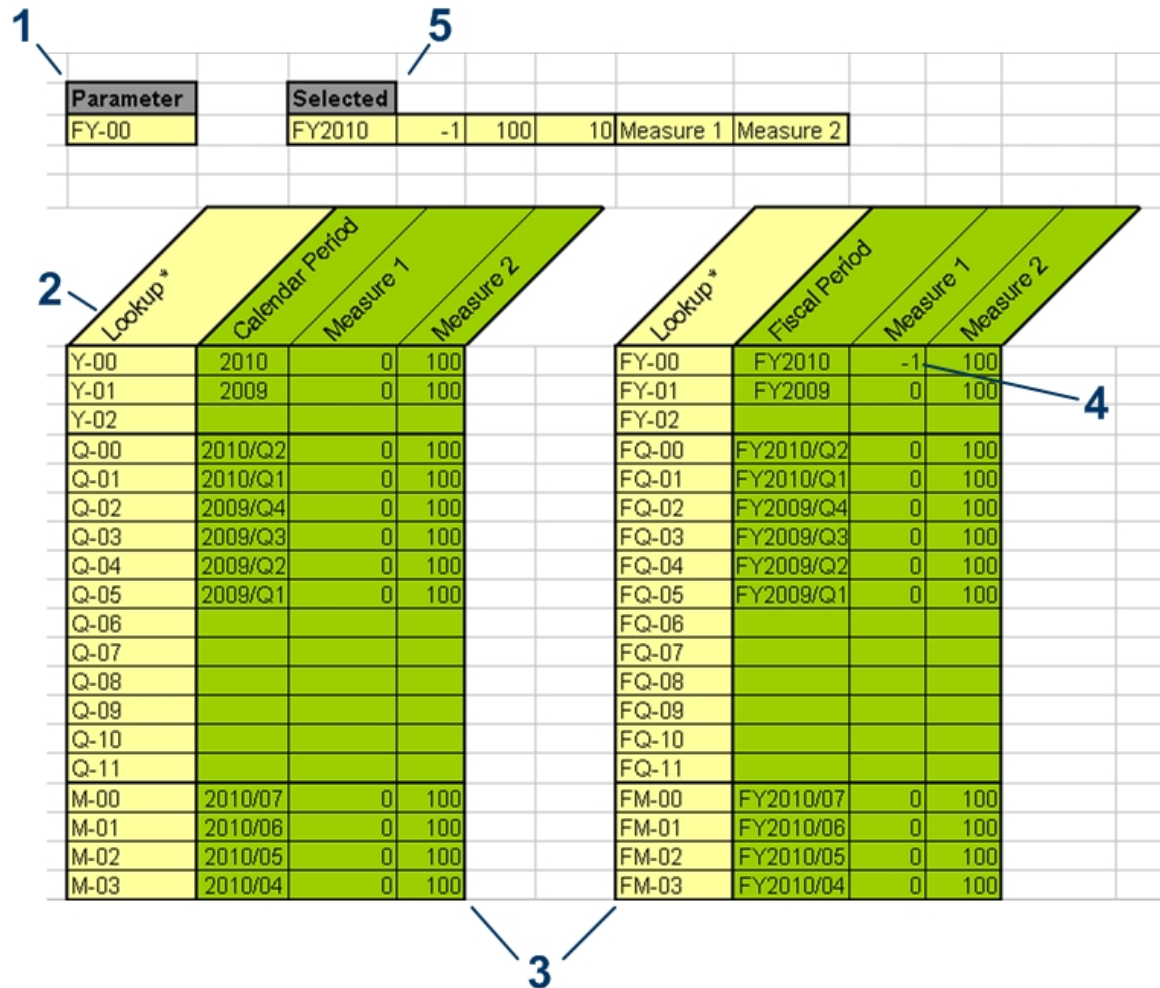 1 5
Parameter Selected
FY-00 FY2010 -1 100 10 Measure 1 Measure 2
2 Lookup * Calendar Period Measure 1 Measure 2 Lookup * Fiscal Period Measure 1 Measure 2
Y-00 2010 0 100 FY-00 FY2010 -1 100
Y-01 2009 0 100 FY-01 FY2009 0 100 4
Y-02 FY-02
Q-00 2010/Q2 0 100 FQ-00 FY2010/Q2 0 100
Q-01 2010/Q1 0 100 FQ-01 FY2010/Q1 0 100
Q-02 2009/Q4 0 100 FQ-02 FY2009/Q4 0 100
Q-03 2009/Q3 0 100 FQ-03 FY2009/Q3 0 100
Q-04 2009/Q2 0 100 FQ-04 FY2009/Q2 0 100
Q-05 2009/Q1 0 100 FQ-05 FY2009/Q1 0 100
Q-06 FQ-06
Q-07 FQ-07
Q-08 FQ-08
Q-09 FQ-09
Q-10 FQ-10
Q-11 FQ-11
M-00 2010/07 0 100 FM-00 FY2010/07 0 100
M-01 2010/06 0 100 FM-01 FY2010/06 0 100
M-02 2010/05 0 100 FM-02 FY2010/05 0 100
M-03 2010/04 0 100 FM-03 FY2010/04 0 100
3